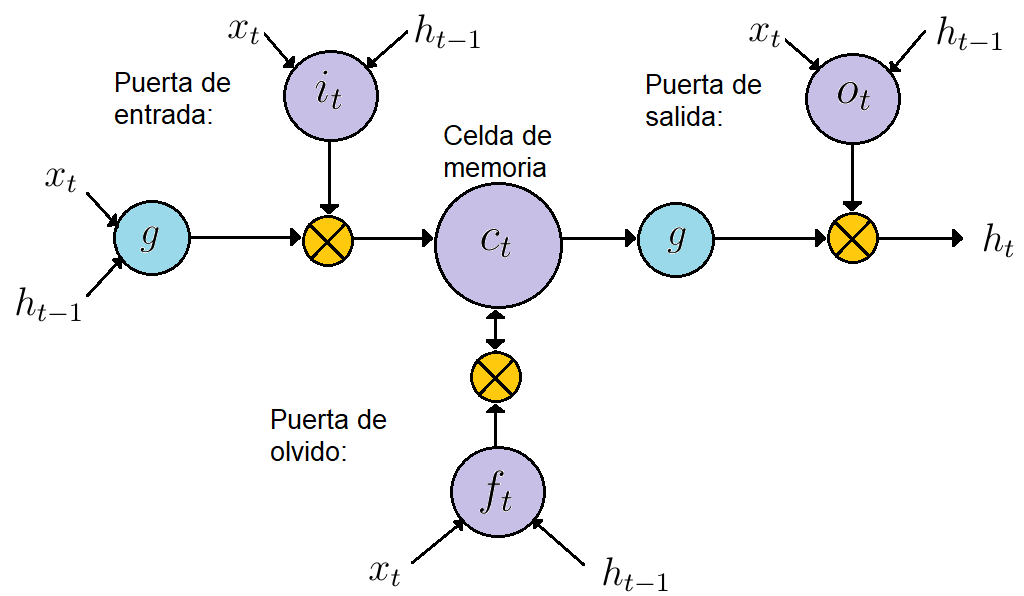 x_t
h_{t-1}
x_t
h_{t-1}
Puerta de
entrada:
i_t
Puerta de
salida:
o_t
Celda de
memoria
x_t
g
c_t
g
h_t
h_{t-1}
Puerta de
olvido:
f_t
x_t
h_{t-1}